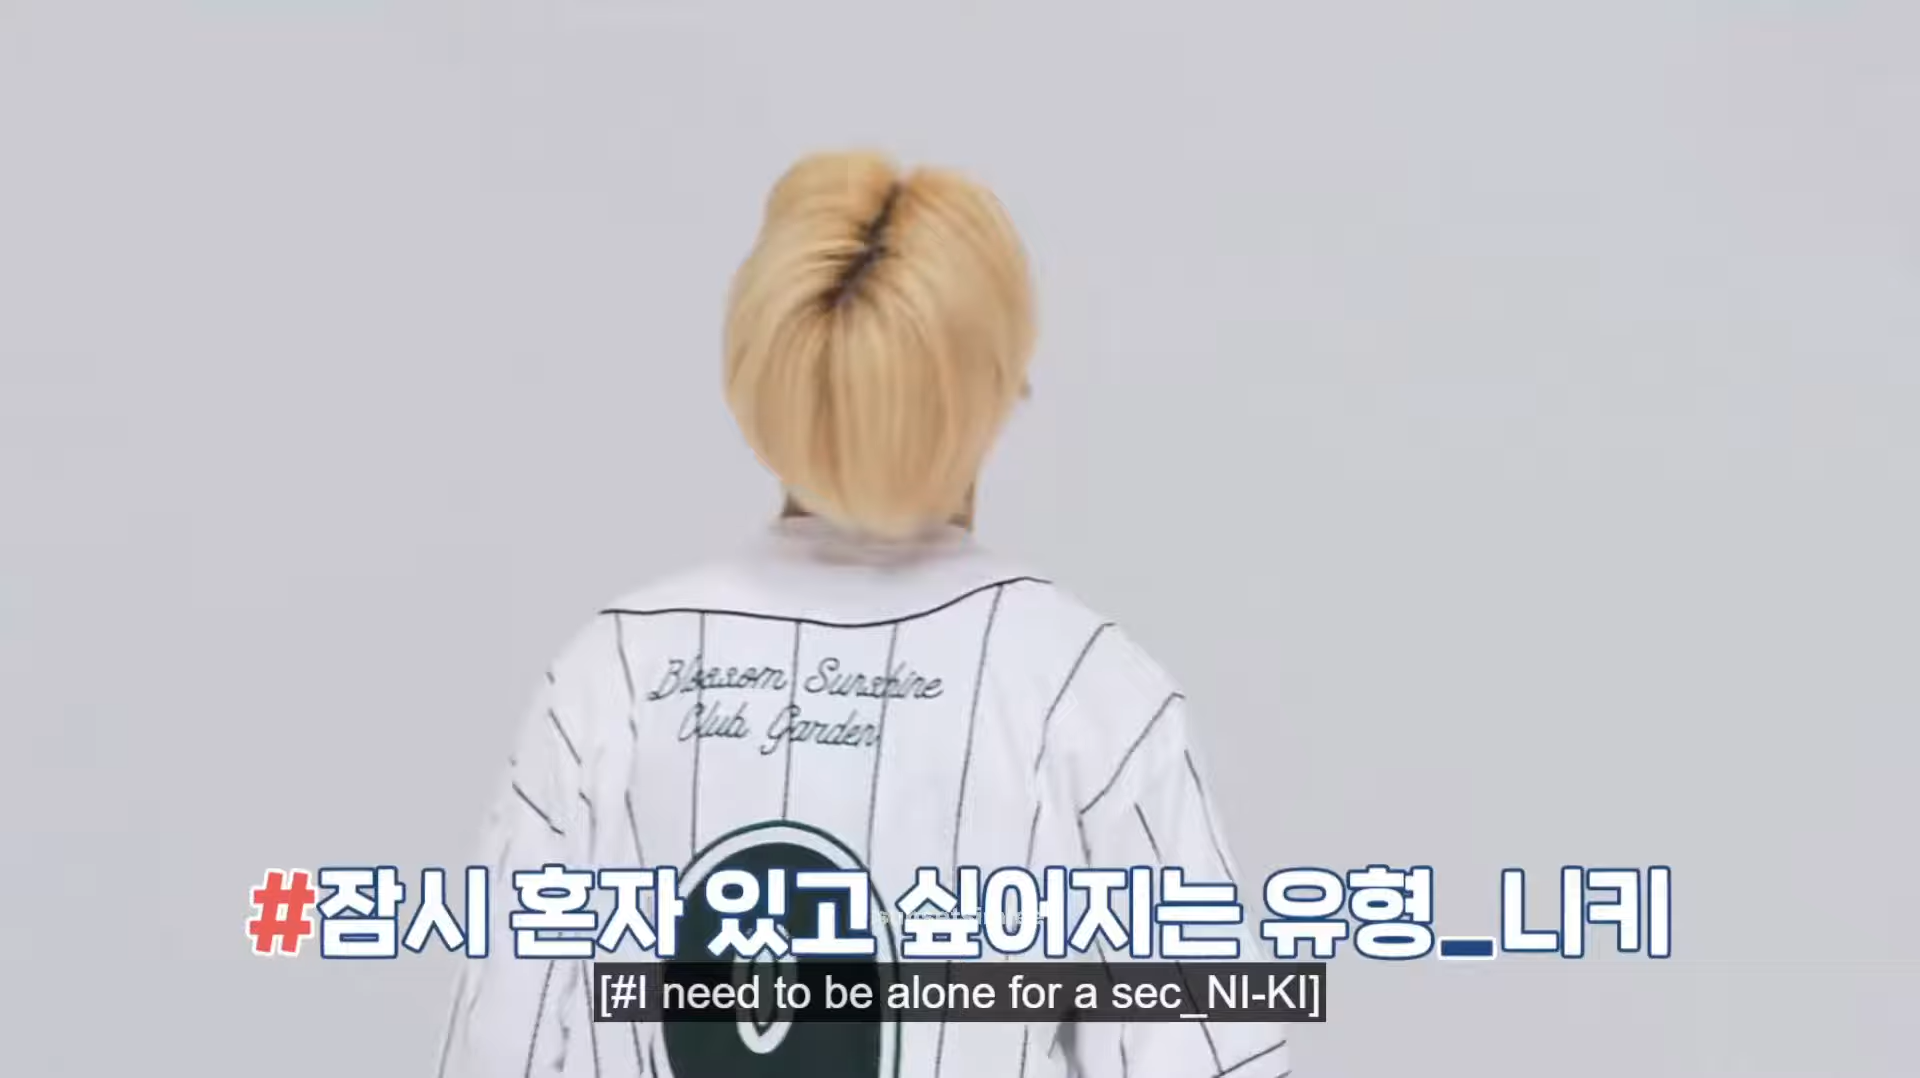 Blossom Sunshine
Club Garden
#잠시 혼자 있고 싶어지는 유형_니키
[#I need to be alone for a sec_NI-KI]